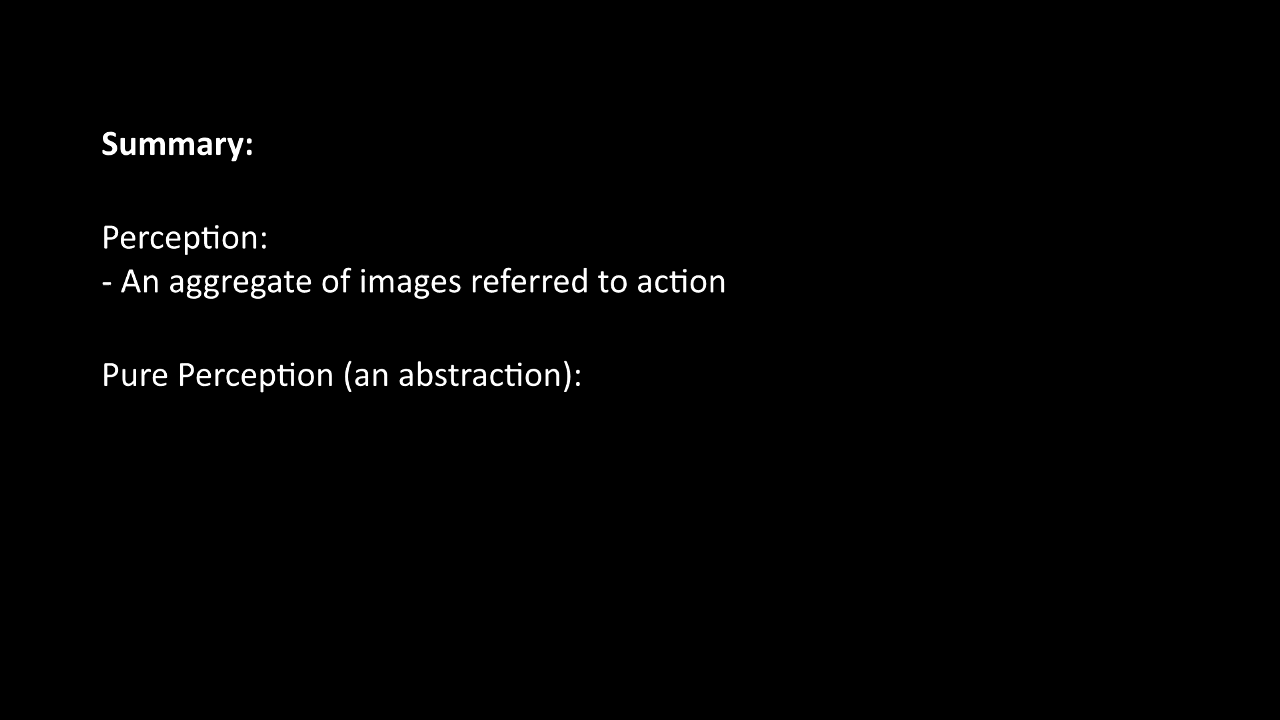 Summary:
Perception:
- An aggregate of images referred to action
Pure Perception (an abstraction):